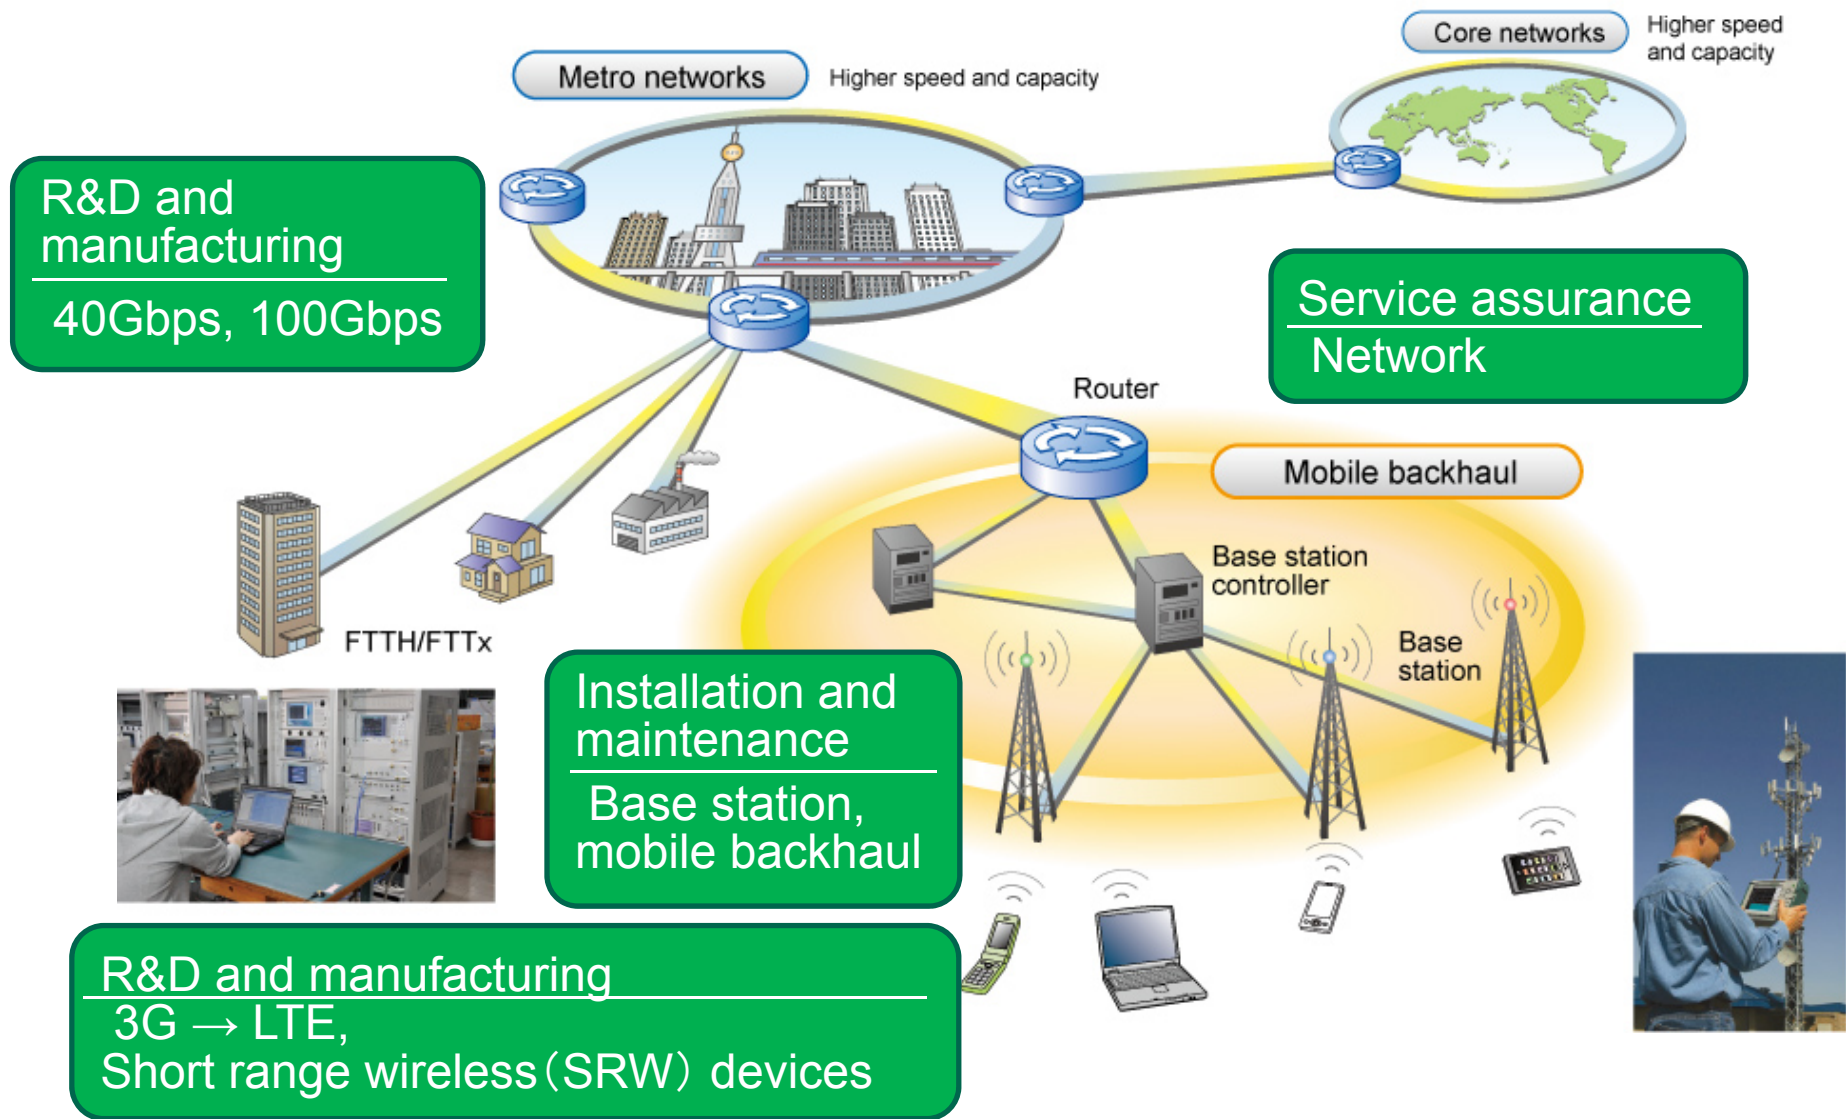 Core networks
Higher speed
and capacity
Metro networks
Higher speed and capacity
R&D and
manufacturing
40Gbps, 100Gbps
Service assurance
Network
Router
Mobile backhaul
Base station
controller
Base
station
FTTH/FTTx
Installation and
maintenance
Base station,
mobile backhaul
R&D and manufacturing
3G → LTE,
Short range wireless（SRW）devices